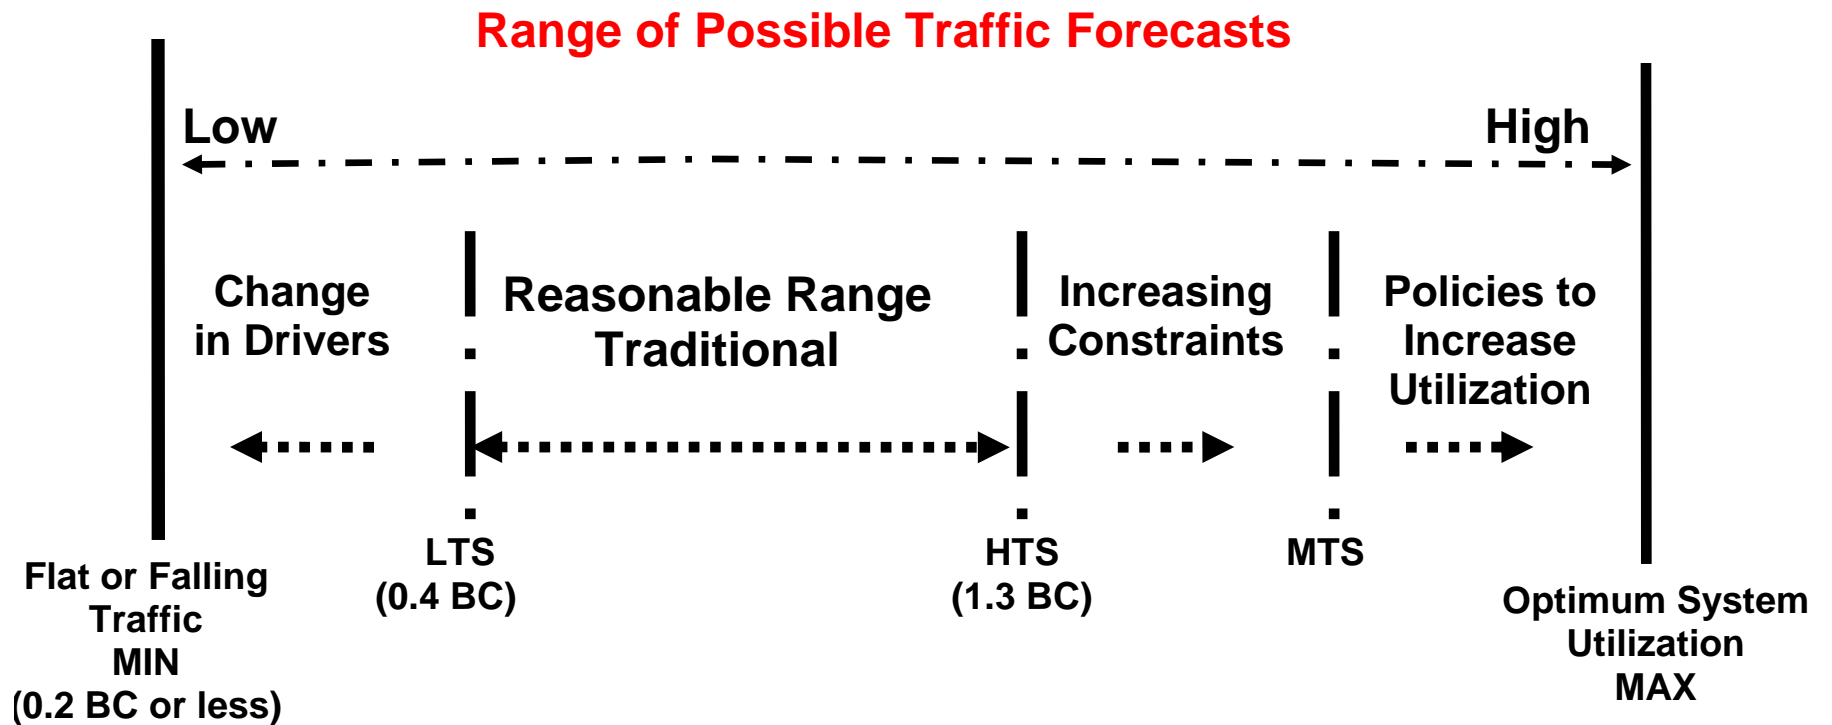 Range of Possible Traffic Forecasts
Low
High
Change
in Drivers
Reasonable Range
Traditional
Increasing
Constraints
Policies to
Increase
Utilization
Flat or Falling
Traffic
MIN
(0.2 BC or less)
LTS
(0.4 BC)
HTS
(1.3 BC)
MTS
Optimum System
Utilization
MAX